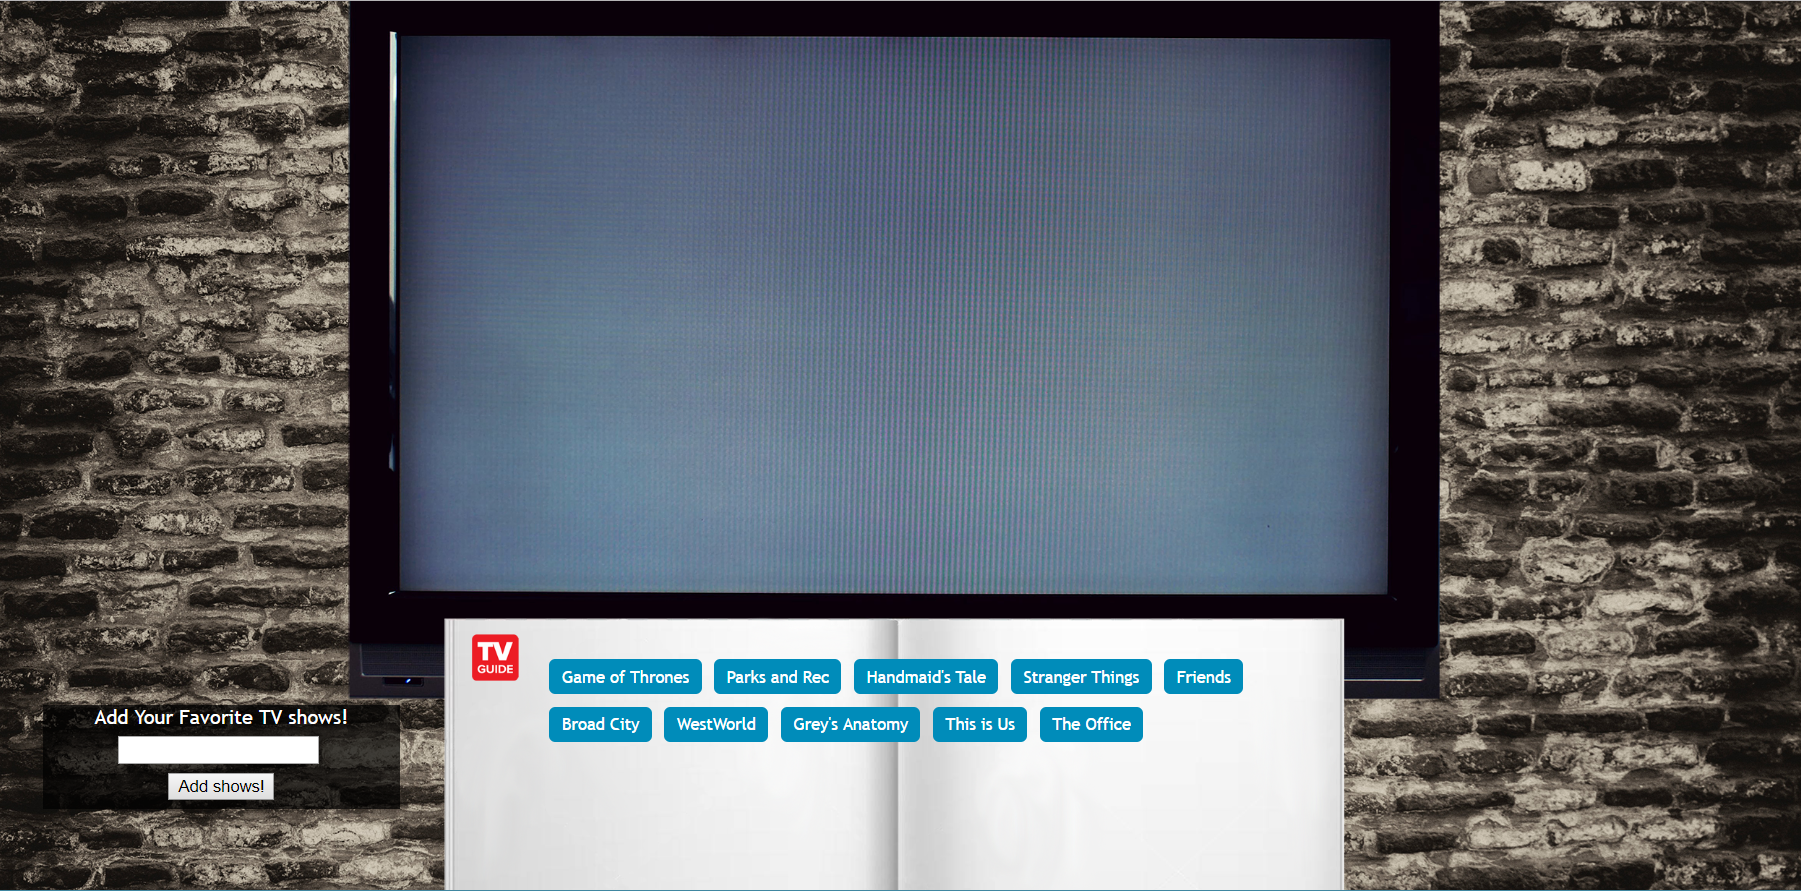 TV
GUIDE
Game of Thrones Parks and Rec Handmaid's Tale Stranger Things Friends
Broad City WestWorld Grey's Anatomy This is Us The Office
Add Your Favorite TV shows!
Add shows!